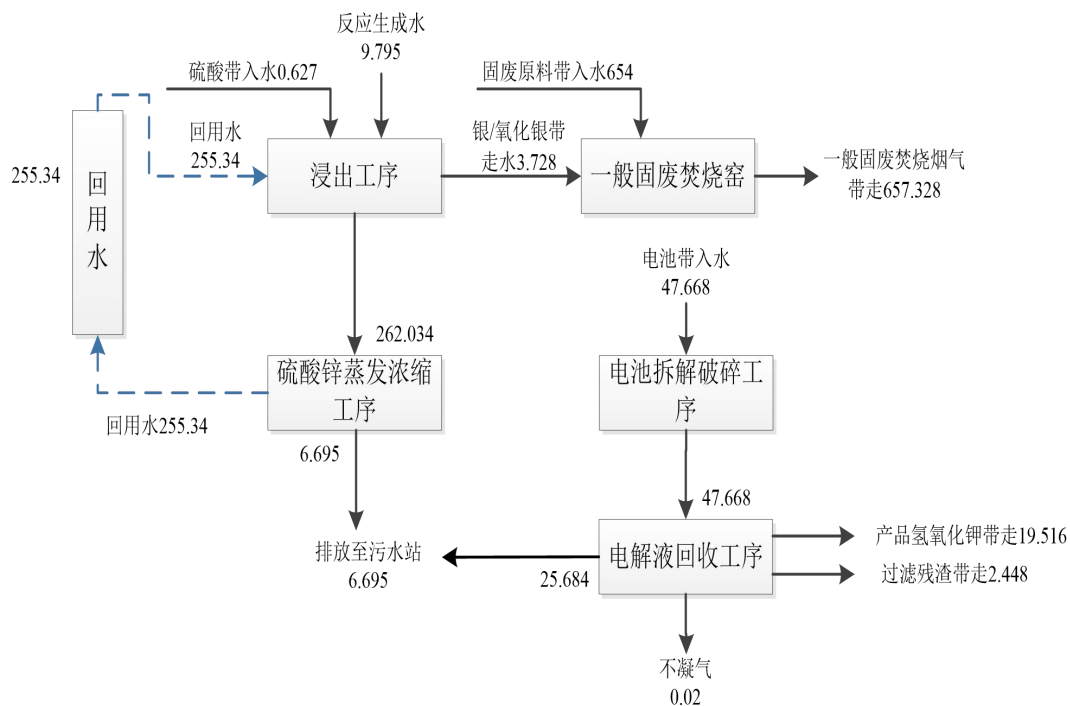 反应生成水
9.795
硫酸带入水0.627
固废原料带入水654
回用水
255.34
银/氧化银带
走水3.728
255.34
回
用
水
浸出工序
一般固废焚烧窑
一般固废焚烧烟气
带走657.328
电池带入水
47.668
262.034
硫酸锌蒸发浓缩
工序
电池拆解破碎工
序
回用水255.34
6.695
47.668
排放至污水站
6.695
25.684
电解液回收工序
产品氢氧化钾带走19.516
过滤残渣带走2.448
不凝气
0.02